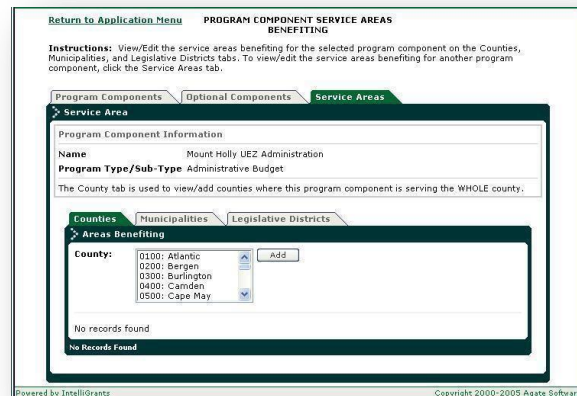 Return to Application Menu
PROGRAM COMPONENT SERVICE AREAS
BENEFITING
Instructions: View/Edit the service areas benefiting for the selected program component on the Counties,
Municipalities, and Legislative Districts tabs. To view/edit the service areas benefiting for another program
component, click the Service Areas tab.
Program Components
Optional Components
Service Areas
Service Area
Program Component Information
Name Mount Holly UEZ Administration
Program Type/Sub-Type Administrative Budget
The County tab is used to view/add counties where this program component is serving the WHOLE county.
Counties
Municipalities
Legislative Districts
Areas Benefiting
County:
0100: Atlantic
0200: Bergen
0300: Burlington
0400: Camden
0500: Cape May
Add
No records found
No Records Found
Powered by IntelliGrants
Copyright 2000-2005 Agate Softwar